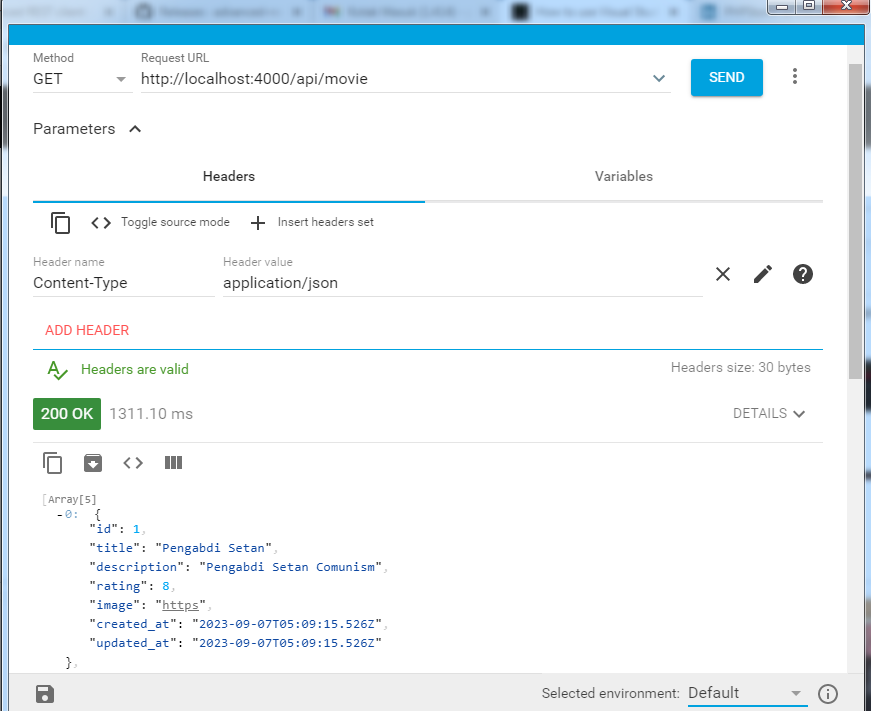 Method
Request URL
GET
http://localhost:4000/api/movie
SEND
Parameters
Headers
Variables
Toggle source mode
Insert headers set
Header name
Header value
Content-Type
application/json
ADD HEADER
Headers are valid
Headers size: 30 bytes
200 OK
1311.10 ms
DETAILS
[Array[5]
-0: {
"id": 1,
"title": "Pengabdi Setan",
"description": "Pengabdi Setan Comunism",
"rating": 8,
"image": "https",
"created_at": "2023-09-07T05:09:15.526Z",
"updated_at": "2023-09-07T05:09:15.526Z"
},
Selected environment: Default